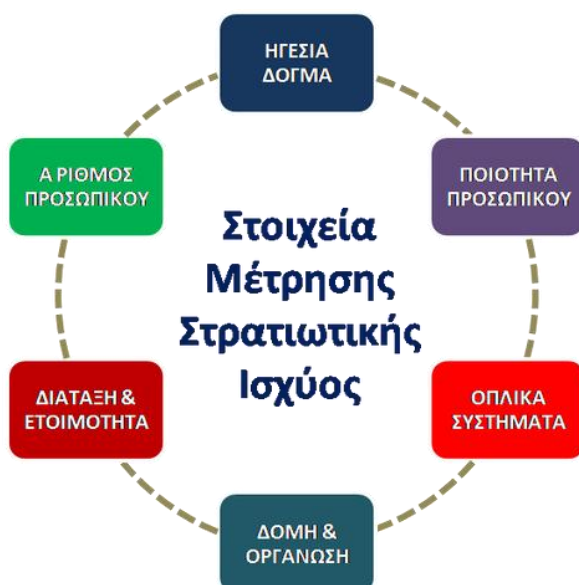 ΗΓΕΣΙΑ
ΔΟΓΜΑ
Α ΡΙΘΜΟΣ
ΠΡΟΣΩΠΙΚΟΥ
ΠΟΙΟΤΗΤΑ
ΠΡΟΣΩΠΙΚΟΥ
Στοιχεία
Μέτρησης
Στρατιωτικής
Ισχύος
ΔΙΑΤΑΞΗ &
ΕΤΟΙΜΟΤΗΤΑ
ΟΠΛΙΚΑ
ΣΥΣΤΗΜΑΤΑ
ΔΟΜΗ &
ΟΡΓΑΝΩΣΗ